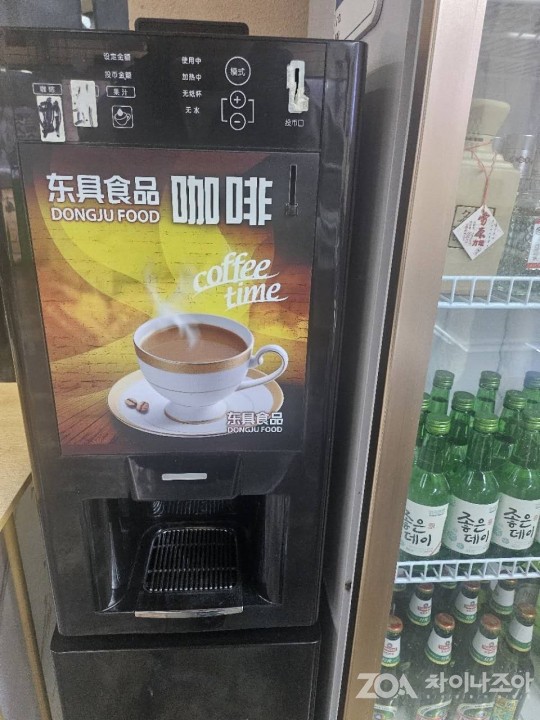 设定金额
投币金额
咖啡
果汁
使用中
加热中
无纸杯
无水
模式
+
-
投币口
东具食品
DONGJU FOOD
咖啡
coffee
time
东具食品
DONGJU FOOD
좋은
데이
좋은
데이
좋은
데이
ZOA 차이나조아